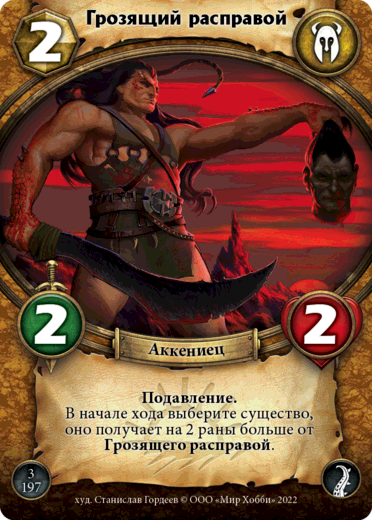 Грозящий расправой
2
2
2
Аккениец
Подавление.
В начале хода выберите существо,
оно получает на 2 раны больше от
Грозящего расправой.
3
197
худ. Станислав Гордеев © ООО «Мир Хобби» 2022